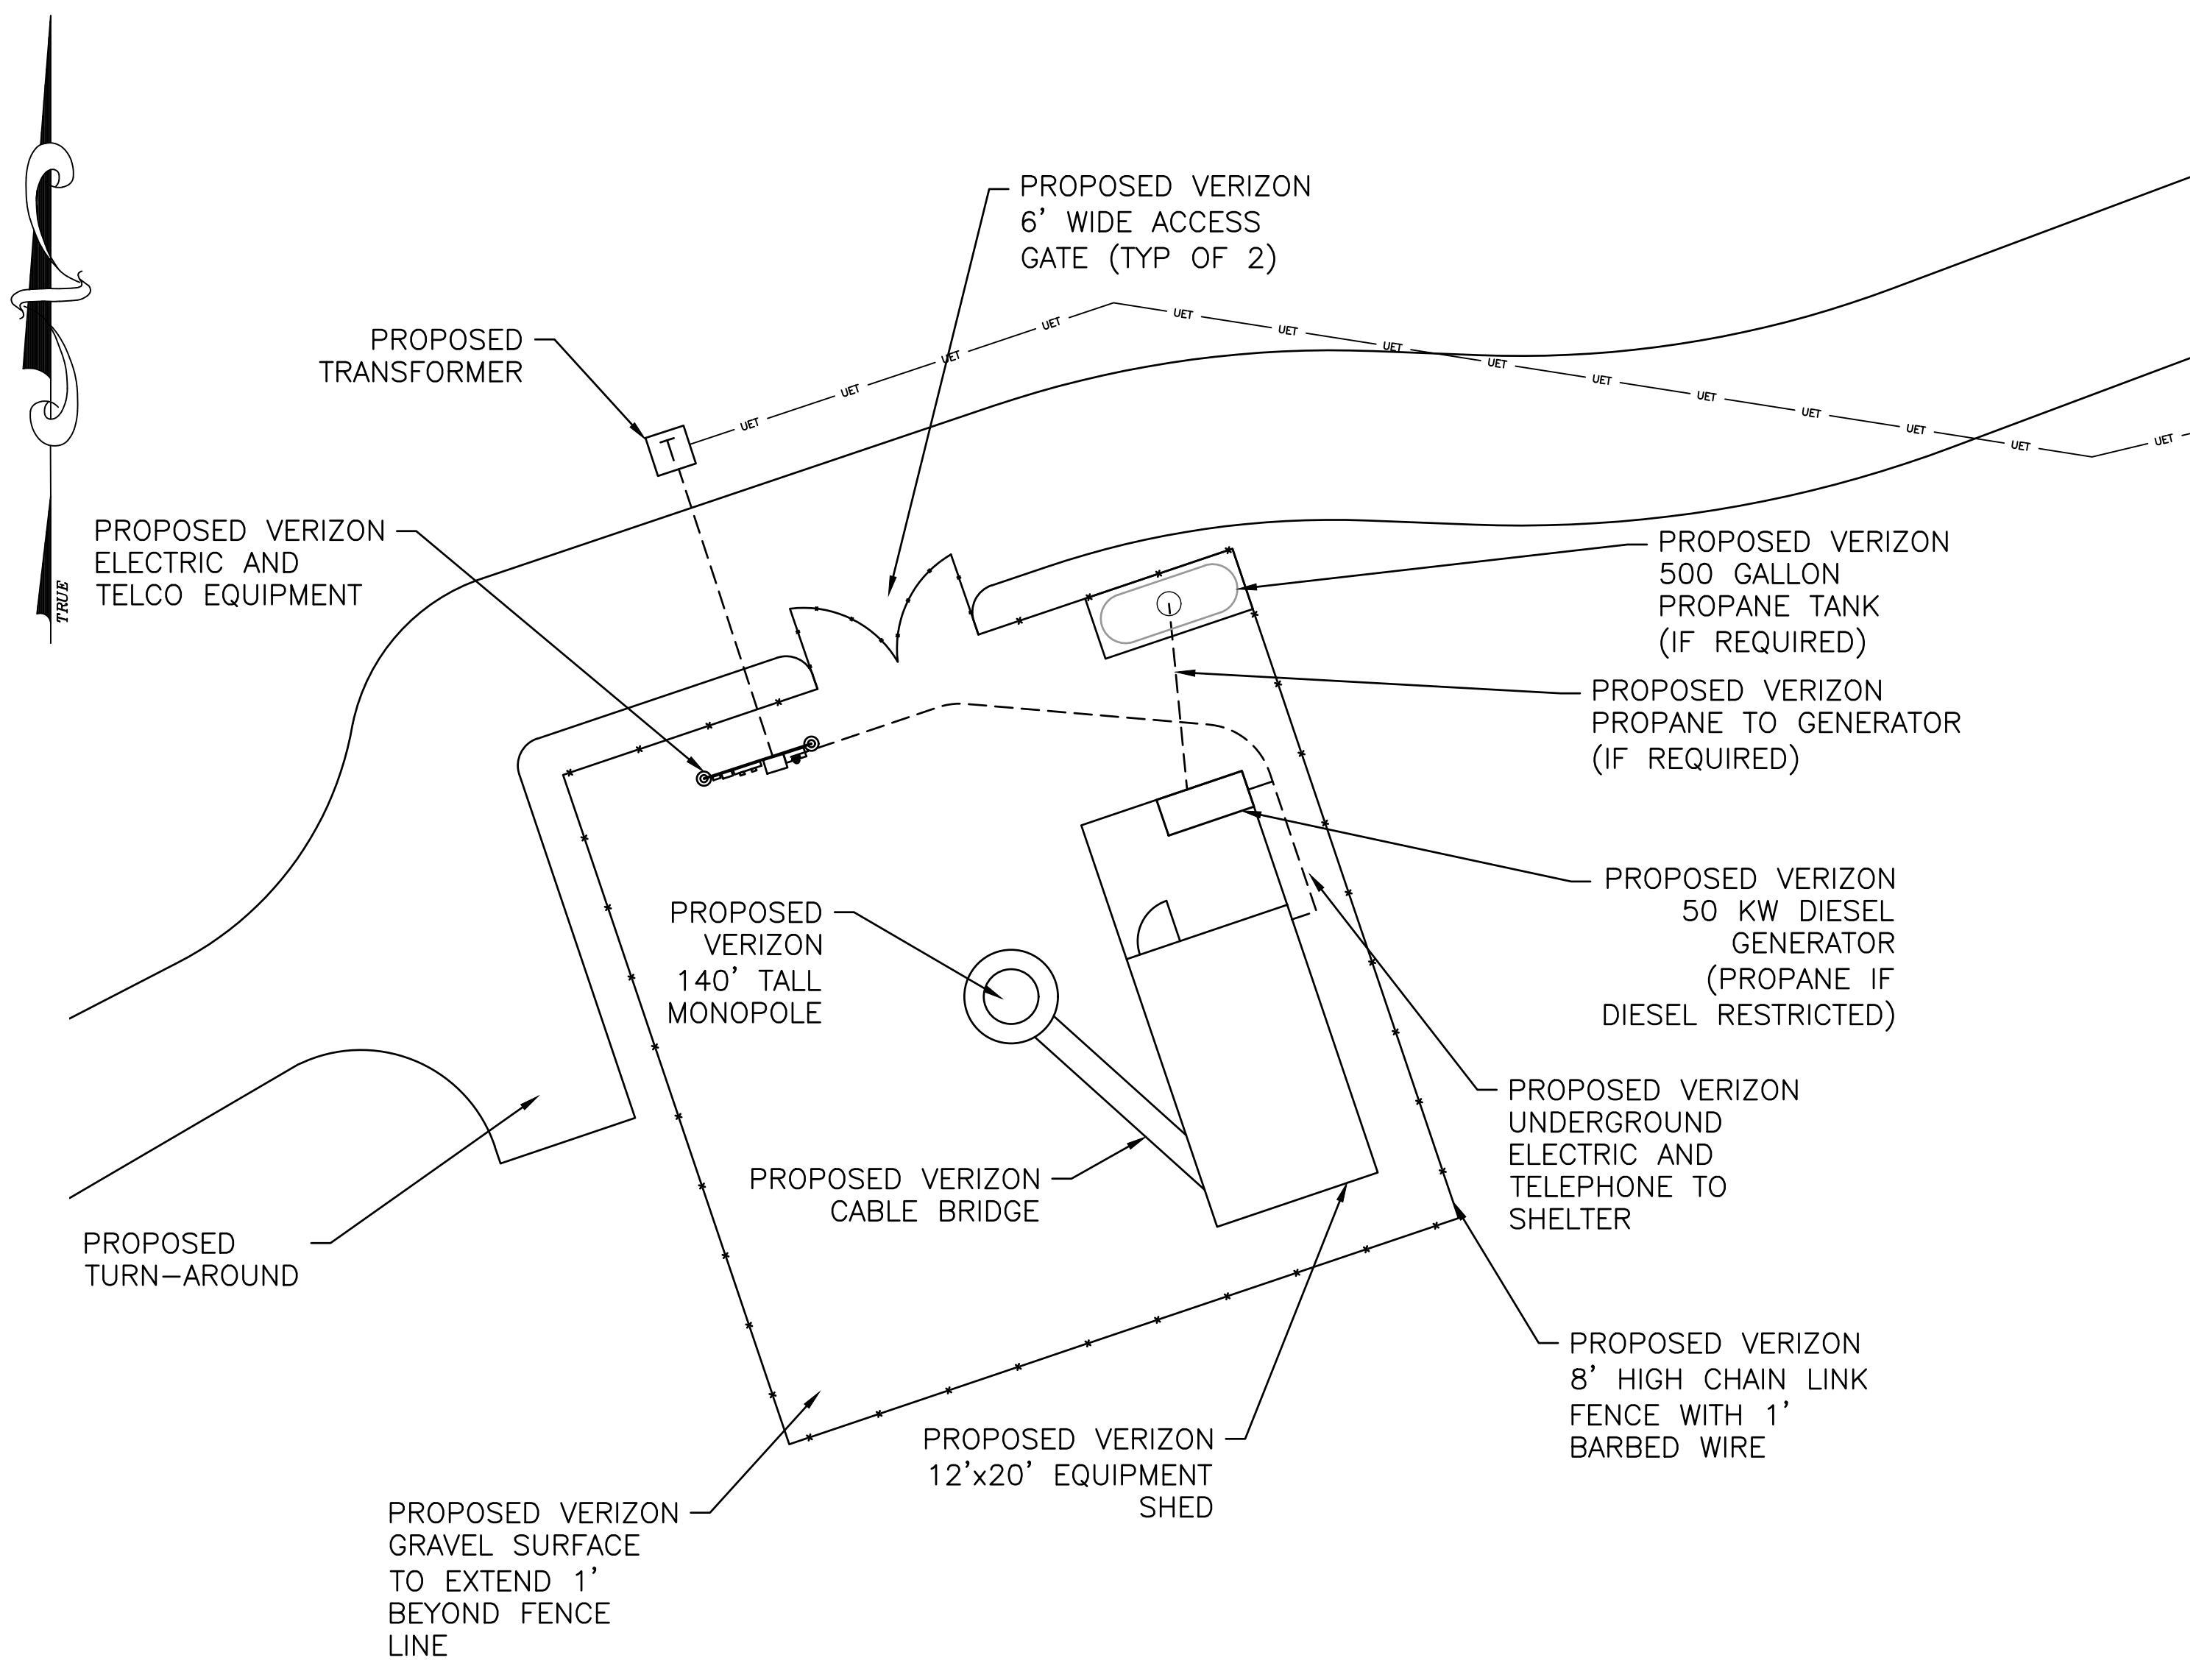 PROPOSED VERIZON
6' WIDE ACCESS
GATE (TYP OF 2)
PROPOSED
TRANSFORMER
UET
UET
UET
UET
UET
UET
UET
UET
UET
UET
UET
UET
UET
UET
T
TRUE
PROPOSED VERIZON
ELECTRIC AND
TELCO EQUIPMENT
PROPOSED VERIZON
500 GALLON
PROPANE TANK
(IF REQUIRED)
PROPOSED VERIZON
PROPANE TO GENERATOR
(IF REQUIRED)
PROPOSED VERIZON
50 KW DIESEL
GENERATOR
(PROPANE IF
DIESEL RESTRICTED)
PROPOSED
VERIZON
140' TALL
MONOPOLE
PROPOSED VERIZON
UNDERGROUND
ELECTRIC AND
TELEPHONE TO
SHELTER
PROPOSED VERIZON
CABLE BRIDGE
PROPOSED
TURN-AROUND
PROPOSED VERIZON
8' HIGH CHAIN LINK
FENCE WITH 1'
BARBED WIRE
PROPOSED VERIZON
12'x20' EQUIPMENT
SHED
PROPOSED VERIZON
GRAVEL SURFACE
TO EXTEND 1'
BEYOND FENCE
LINE